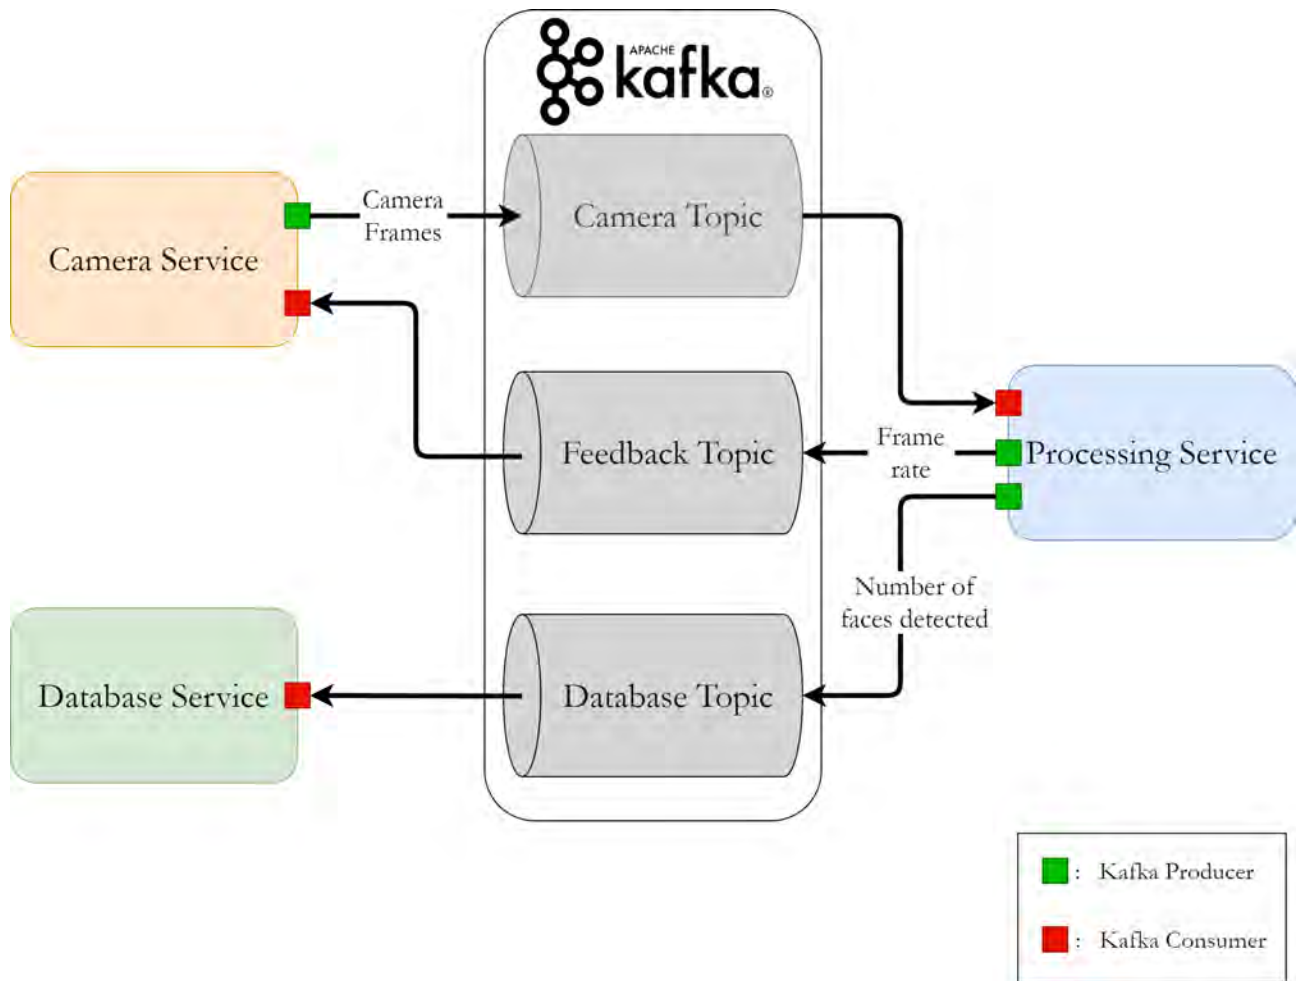 APACHE
kafka®
Camera
Frames
Camera Topic
Camera Service
Feedback Topic
Frame
rate
Processing Service
Number of
faces detected
Database Service
Database Topic
: Kafka Producer
: Kafka Consumer